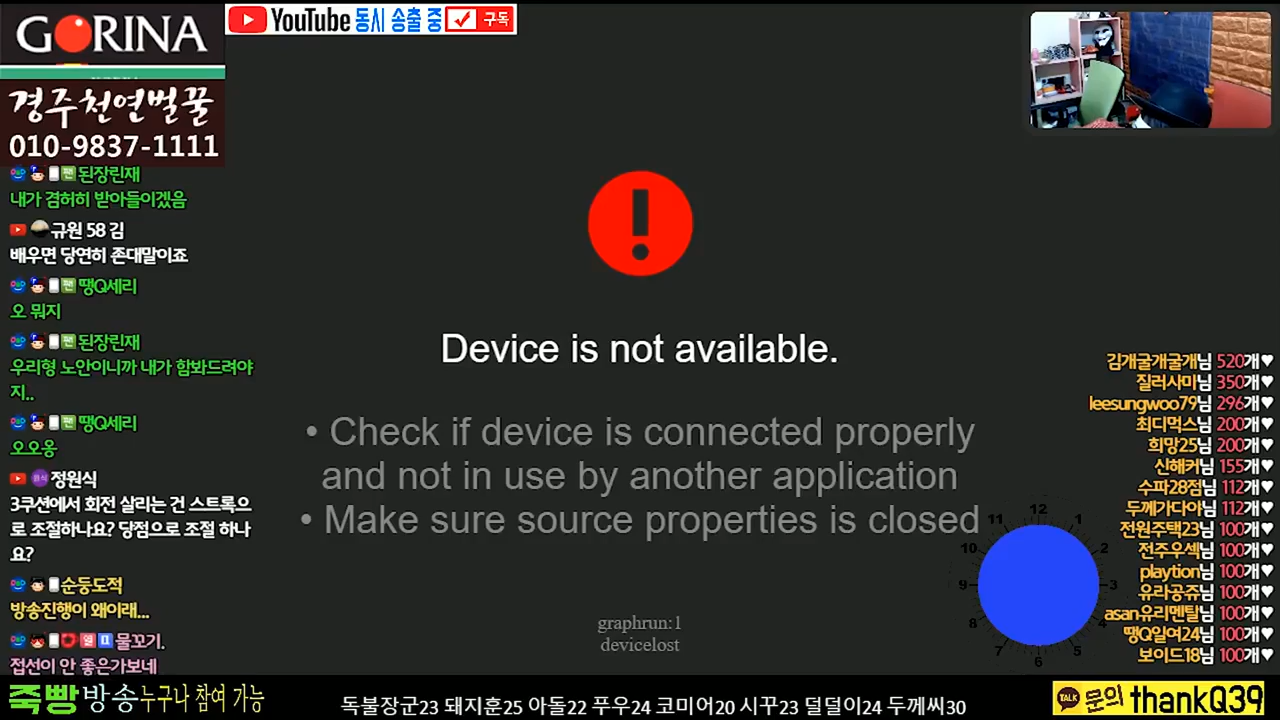 GORINA
YouTube 동시 송출 중 구독
경주천연벌꿀
010-9837-1111
된장린재
내가 겸허히 받아들이겠음
규원 58 김
배우면 당연히 존대말이죠
땡Q세리
오 뭐지
된장린재
우리형 노안이니까 내가 함봐드려야
지..
땡Q세리
오오옹
정원식
3쿠션에서 회전 살리는 건 스트록으
로 조절하나요? 당점으로 조절 하나
요?
순둥도적
방송진행이 왜이래...
물꼬기.
접선이 안 좋은가보네
Device is not available.
• Check if device is connected properly
and not in use by another application
• Make sure source properties is closed
graphrun:1
devicelost
김개굴개굴개님 520개♥
질러사미님 350개♥
leesungwoo79님 296개♥
최디먹스님 200개♥
희망25님 200개♥
신해커님 155개♥
수파28점님 112개♥
두께가다야님 112개♥
전원주택23님 100개♥
전주우섹님 100개♥
playtion님 100개♥
유라공쥬님 100개♥
asan유리멘탈님 100개♥
땡Q일여24님 100개♥
보이드18님 100개♥
12
1
2
3
5
6
7
8
9
10
11
죽빵 방송 누구나 참여 가능
독불장군23 돼지훈25 아돌22 푸우24 코미어20 시꾸23 덜덜이24 두께씨30
TALK 문의 thankQ39